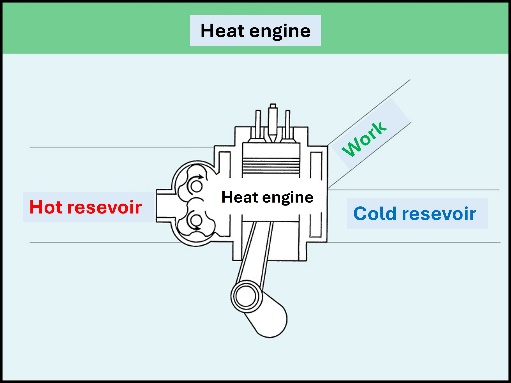 Heat engine
Work
Heat engine
Hot resevoir
Cold resevoir